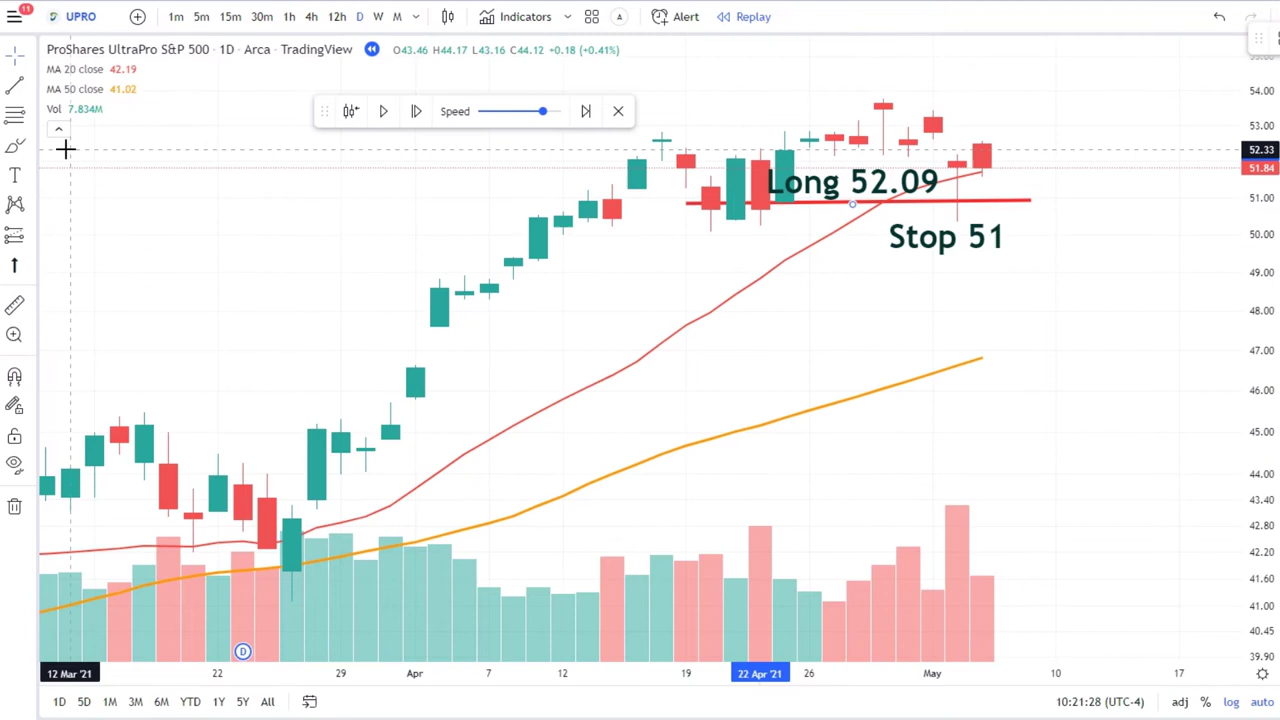 11
UPRO
1m 5m 15m 30m 1h 4h 12h D W M
Indicators
A
Alert
Replay
ProShares UltraPro S&P 500 · 1D · Arca · TradingView
O43.46 H44.17 L43.16 C44.12 +0.18 (+0.41%)
MA 20 close 42.19
MA 50 close 41.02
Vol 7.834M
Speed
T
Long 52.09
Stop 51
D
55.00
54.00
53.00
52.33
51.84
51.00
50.00
49.00
48.00
47.00
46.00
45.00
44.00
43.40
42.80
42.20
41.60
41.00
40.45
39.90
12 Mar '21 22 29 Apr 7 12 19 22 Apr '21 26 May 10 17
1D 5D 1M 3M 6M YTD 1Y 5Y All
10:21:28 (UTC-4) adj % log auto